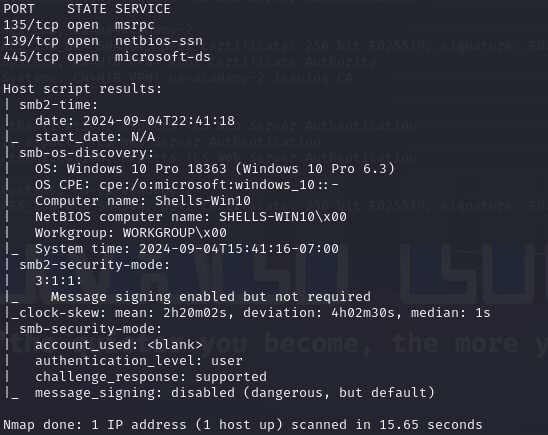 PORT    STATE SERVICE
135/tcp open  msrpc
139/tcp open  netbios-ssn
445/tcp open  microsoft-ds

Host script results:
| smb2-time:
|   date: 2024-09-04T22:41:18
|_  start_date: N/A
| smb-os-discovery:
|   OS: Windows 10 Pro 18363 (Windows 10 Pro 6.3)
|   OS CPE: cpe:/o:microsoft:windows_10::-
|   Computer name: Shells-Win10
|   NetBIOS computer name: SHELLS-WIN10\x00
|   Workgroup: WORKGROUP\x00
|_  System time: 2024-09-04T15:41:16-07:00
| smb2-security-mode:
|   3:1:1:
|_    Message signing enabled but not required
|_clock-skew: mean: 2h20m02s, deviation: 4h02m30s, median: 1s
| smb-security-mode:
|   account_used: <blank>
|   authentication_level: user
|   challenge_response: supported
|_  message_signing: disabled (dangerous, but default)

Nmap done: 1 IP address (1 host up) scanned in 15.65 seconds